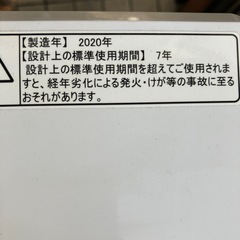 【製造年】 2020年
【設計上の標準使用期間】 7年
設計上の標準使用期間を超えてご使用されま
すと、経年劣化による発火・けが等の事故に至る
おそれがあります。